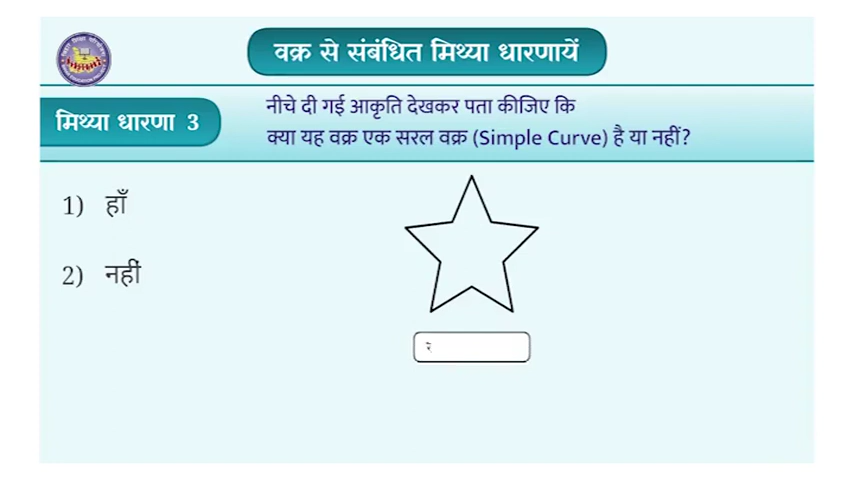 वक्र से संबंधित मिथ्या धारणायें
मिथ्या धारणा 3
नीचे दी गई आकृति देखकर पता कीजिए कि
क्या यह वक्र एक सरल वक्र (Simple Curve) है या नहीं?
1) हाँ
2) नहीं